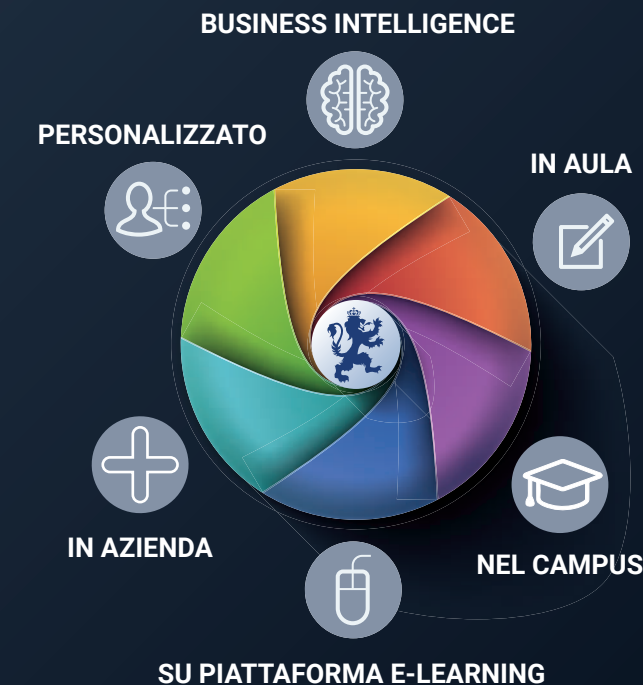 BUSINESS INTELLIGENCE
PERSONALIZZATO
IN AULA
IN AZIENDA
NEL CAMPUS
SU PIATTAFORMA E-LEARNING